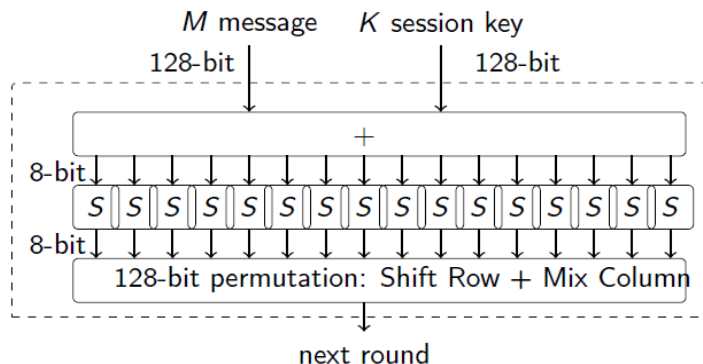 M message K session key
128-bit 128-bit
+
8-bit
S S S S S S S S S S S S S S S S
8-bit
128-bit permutation: Shift Row + Mix Column
next round